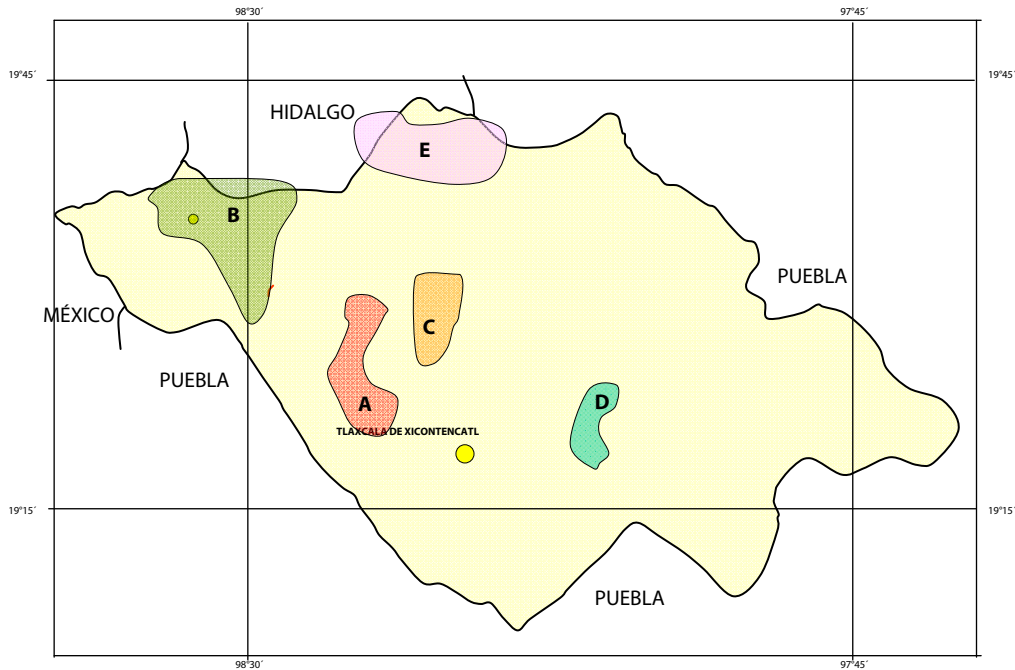 98°30´
97°45´
19°45´
19°45´
HIDALGO
E
B
PUEBLA
MÉXICO
C
PUEBLA
A
D
TLAXCALA DE XICONTENCATL
19°15´
19°15´
PUEBLA
98°30´
97°45´